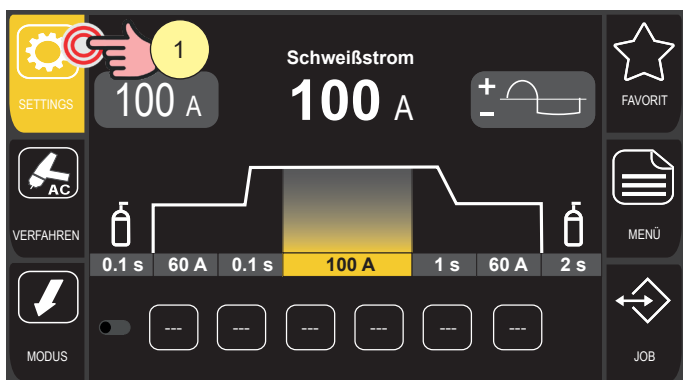 SETTINGS
1
100 A
Schweißstrom
100 A
+
−
FAVORIT
AC
VERFAHREN
MENÜ
0.1 s 60 A 0.1 s 100 A 1 s 60 A 2 s
--- --- --- --- --- ---
MODUS
JOB